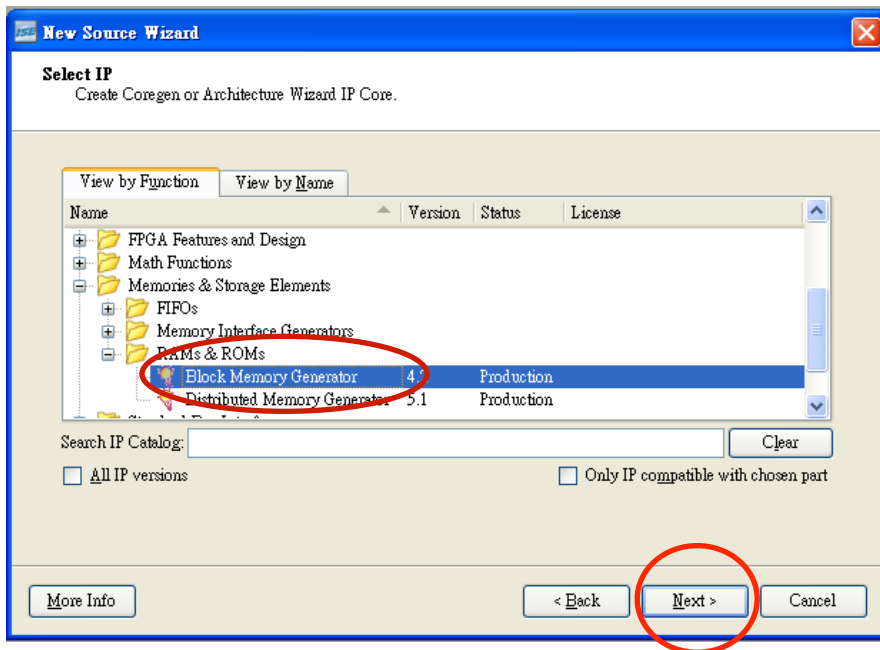 ISE New Source Wizard
Select IP
Create Coregen or Architecture Wizard IP Core.
View by Function View by Name
Name Version Status License
FPGA Features and Design
Math Functions
Memories & Storage Elements
FIFOs
Memory Interface Generators
RAMs & ROMs
Block Memory Generator Production
Distributed Memory Generator 5.1 Production
Search IP Catalog: Clear
All IP versions Only IP compatible with chosen part
More Info < Back Next > Cancel